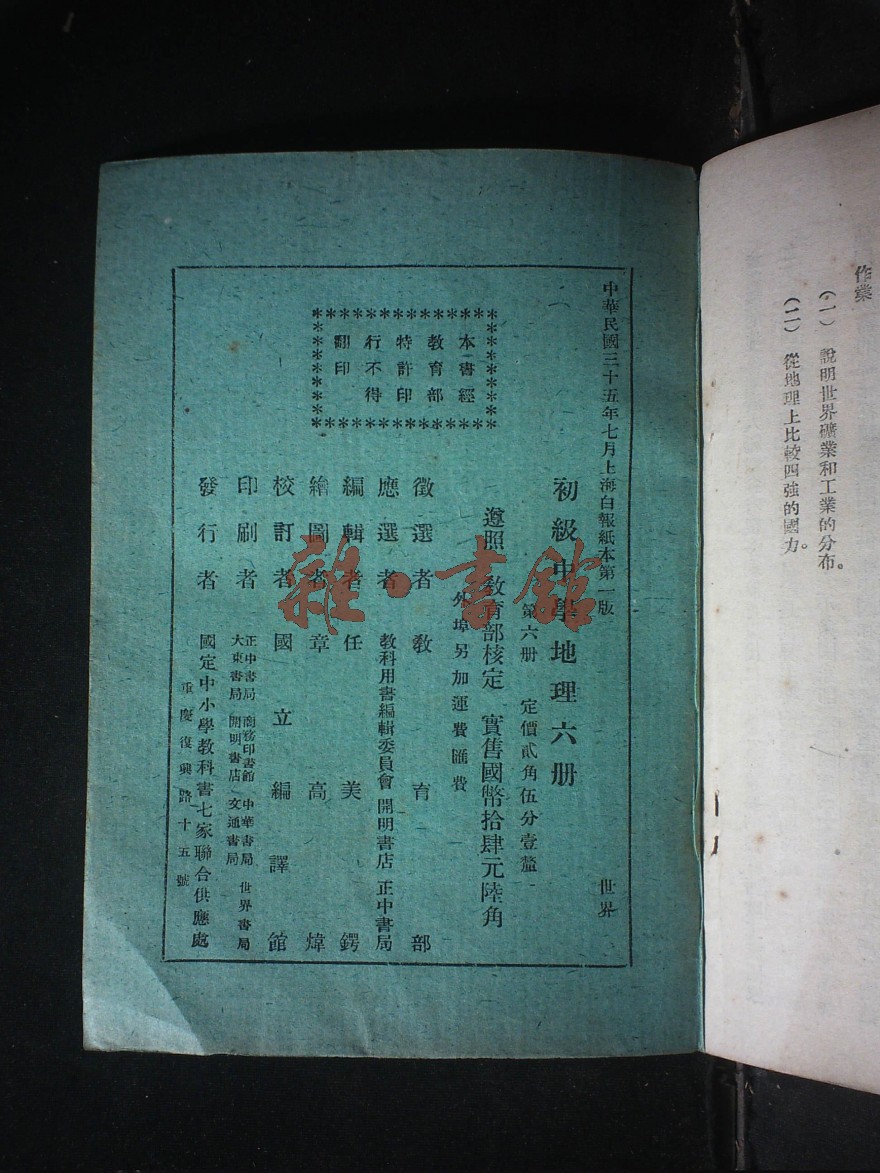 作業
(一) 說明世界礦業和工業的分布。
(二) 從地理上比較四強的國力。
中華民國三十五年七月上海白報紙本第一版
世界
初級中學地理六册
第六册 定價貳角伍分壹釐
遵照教育部核定 實售國幣拾肆元陸角
外埠另加運費匯費
本書經
教育部
特許印
行不得
翻印
徵選者 教育部
應選者 教科用書編輯委員會 開明書店 正中書局
編輯者 任美鍔
繪圖者 章高煒
校訂者 國立編譯館
印刷者 正中書局 商務印書館 中華書局 世界書局
大東書局 開明書店 文通書局
發行者 國定中小學教科書七家聯合供應處
重慶復興路十五號
雜·書館